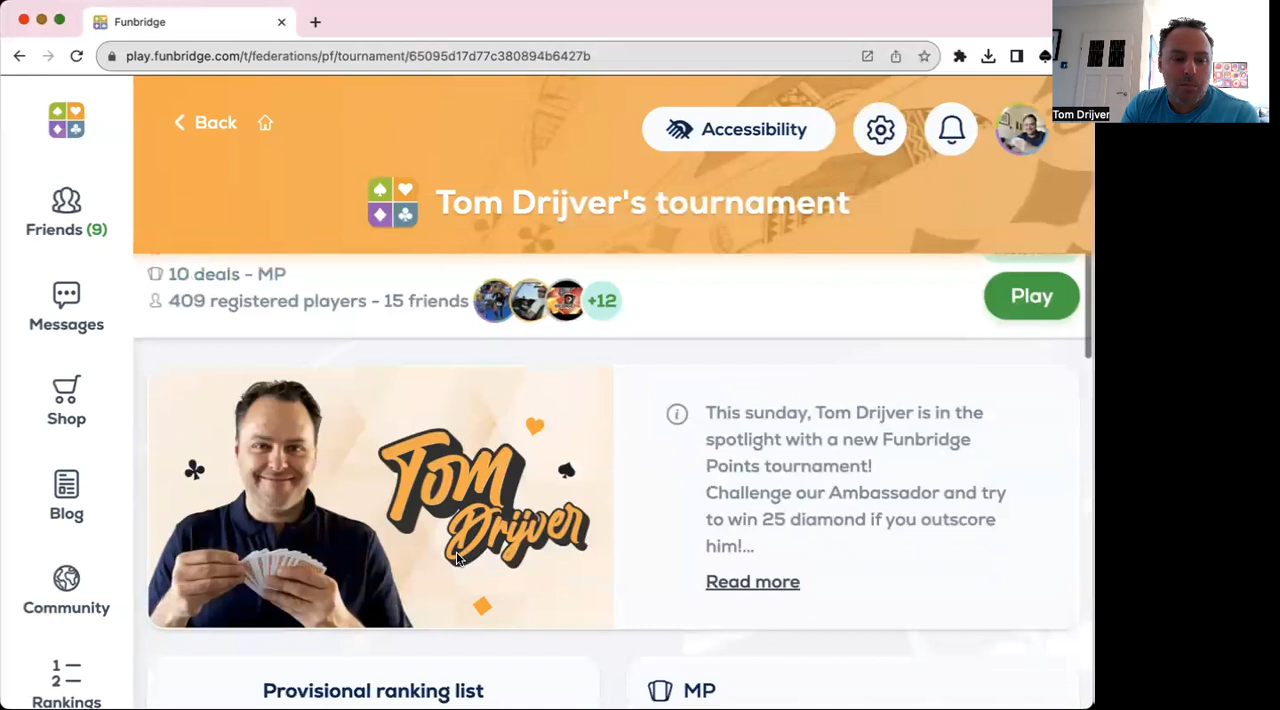 Funbridge
play.funbridge.com/t/federations/pf/tournament/65095d17d77c380894b6427b
Tom Drijver
Back
Accessibility
Tom Drijver's tournament
Friends (9)
Messages
Shop
Blog
Community
1
2
Rankings
10 deals - MP
409 registered players - 15 friends
+12
Play
Tom
Drijver
This sunday, Tom Drijver is in the
spotlight with a new Funbridge
Points tournament!
Challenge our Ambassador and try
to win 25 diamond if you outscore
him!...
Read more
Provisional ranking list
MP